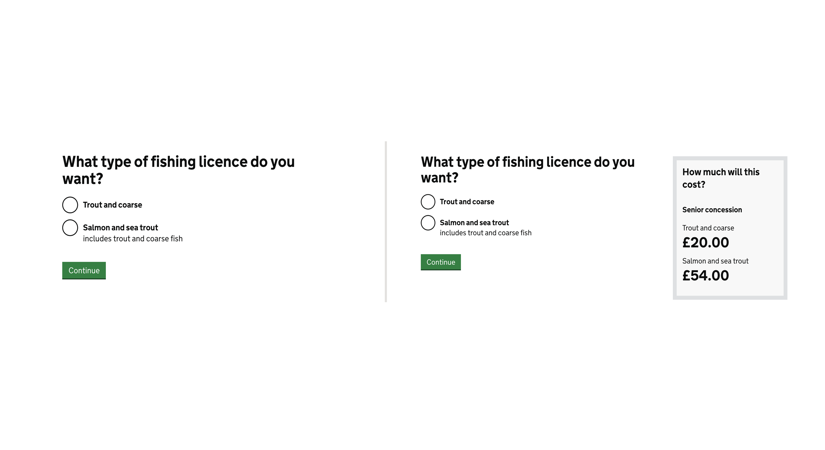 What type of fishing licence do you
want?
Trout and coarse
Salmon and sea trout
includes trout and coarse fish
Continue
What type of fishing licence do you
want?
Trout and coarse
Salmon and sea trout
includes trout and coarse fish
Continue
How much will this
cost?
Senior concession
Trout and coarse
£20.00
Salmon and sea trout
£54.00